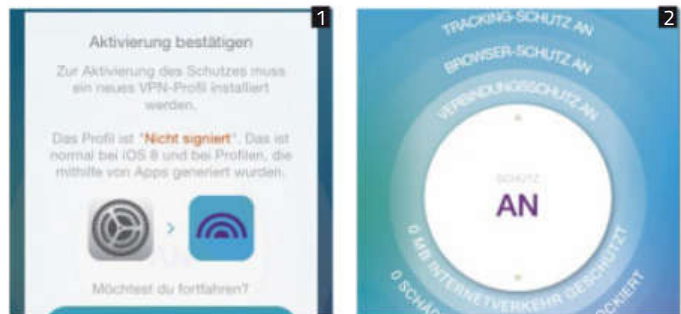 1
Aktivierung bestätigen
Zur Aktivierung des Schutzes muss
ein neues VPN-Profil installiert
werden.
Das Profil ist "Nicht signiert". Das ist
normal bei iOS 8 und bei Profilen, die
mithilfe von Apps generiert wurden.
Möchtest du fortfahren?
2
TRACKING-SCHUTZ AN
BROWSER-SCHUTZ AN
VERBINDUNGSSCHUTZ AN
SCHUTZ
AN
0 MB INTERNETVERKEHR GESCHÜTZT